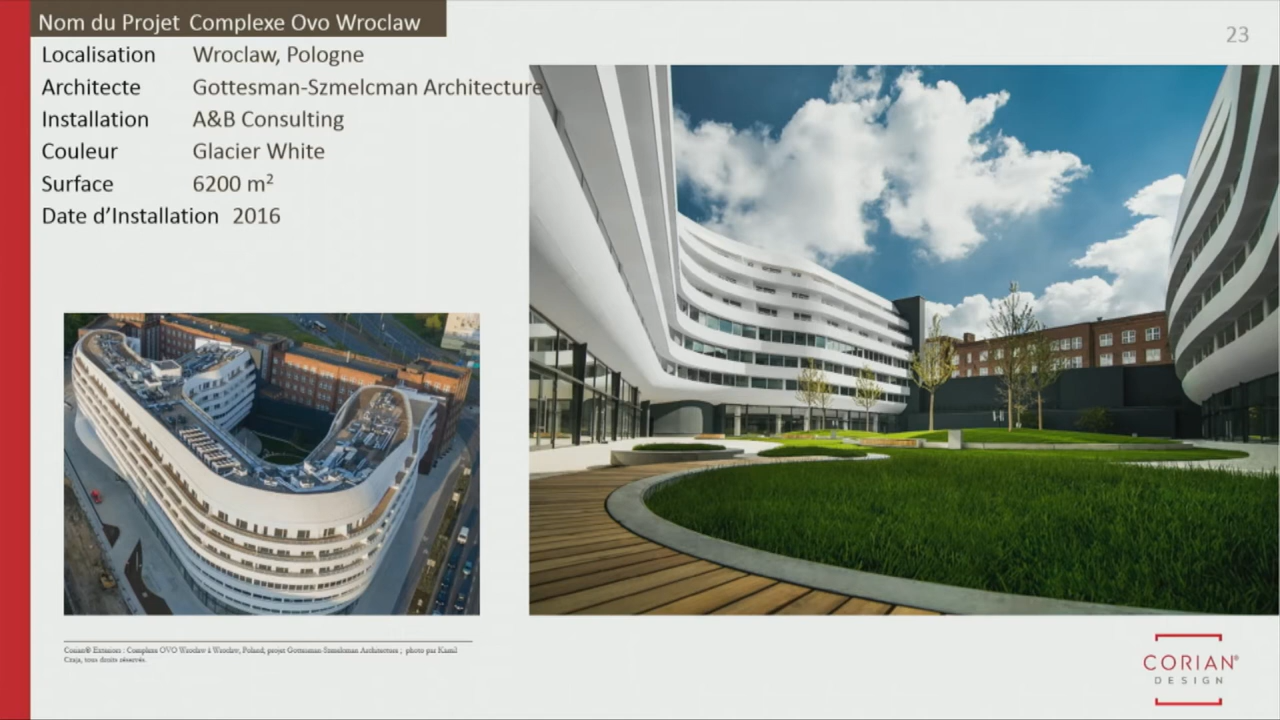 Nom du Projet Complexe Ovo Wroclaw
23
Localisation Wroclaw, Pologne
Architecte Gottesman-Szmelcman Architecture
Installation A&B Consulting
Couleur Glacier White
Surface 6200 m²
Date d’Installation 2016
Corian® Exteriors : Complexe OVO Wroclaw à Wroclaw, Poland; projet Gottesman-Szmelcman Architecture ; photo par Kamil
Czaja, tous droits réservés.
CORIAN®
DESIGN